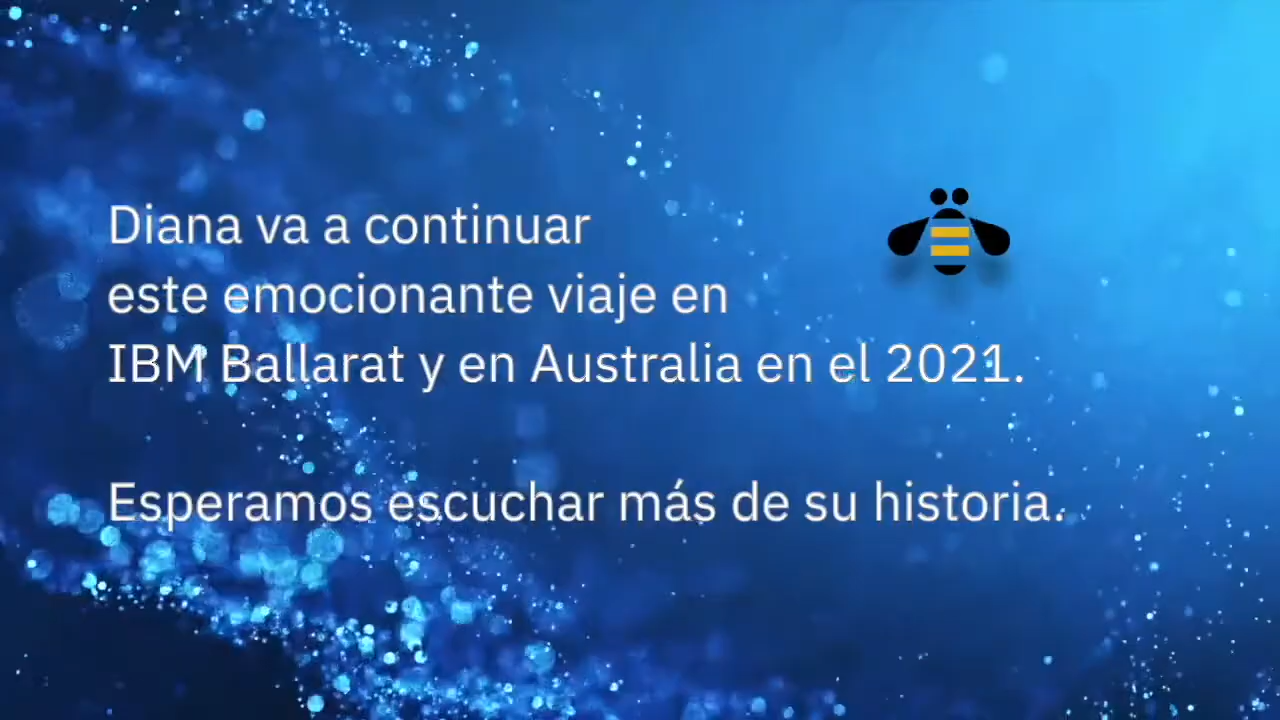 Diana va a continuar
este emocionante viaje en
IBM Ballarat y en Australia en el 2021.
Esperamos escuchar más de su historia.